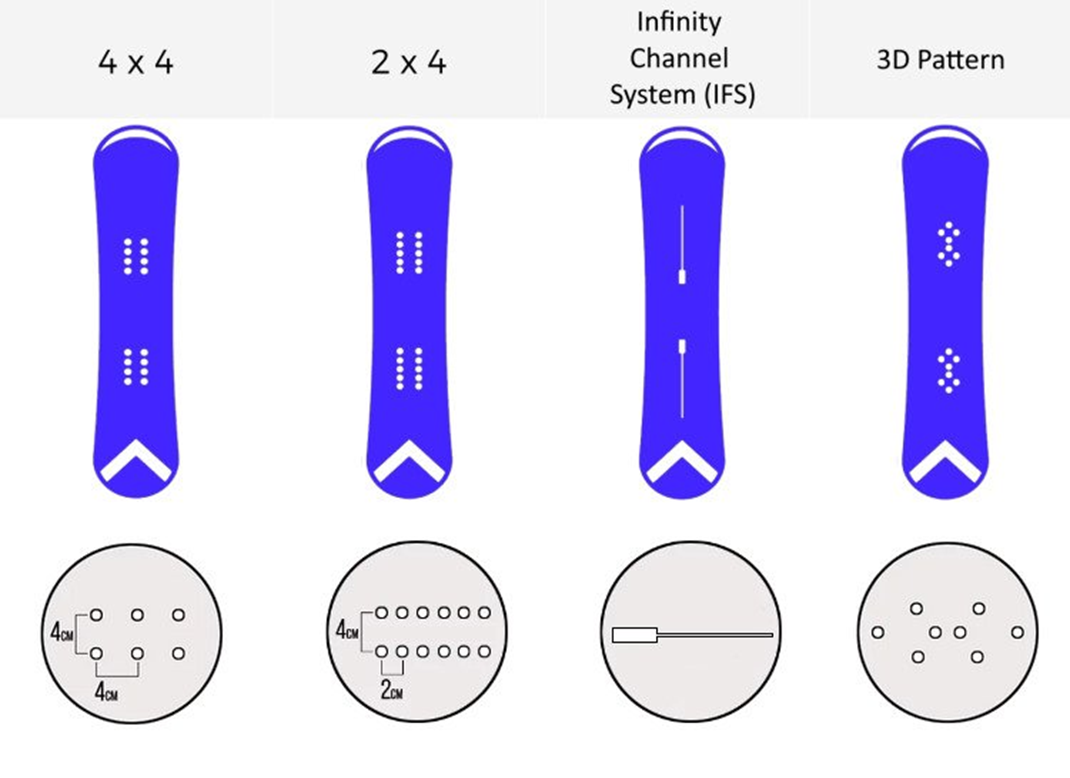 4 x 4
2 x 4
Infinity
Channel
System (IFS)
3D Pattern
4CM
4CM
4CM
2CM